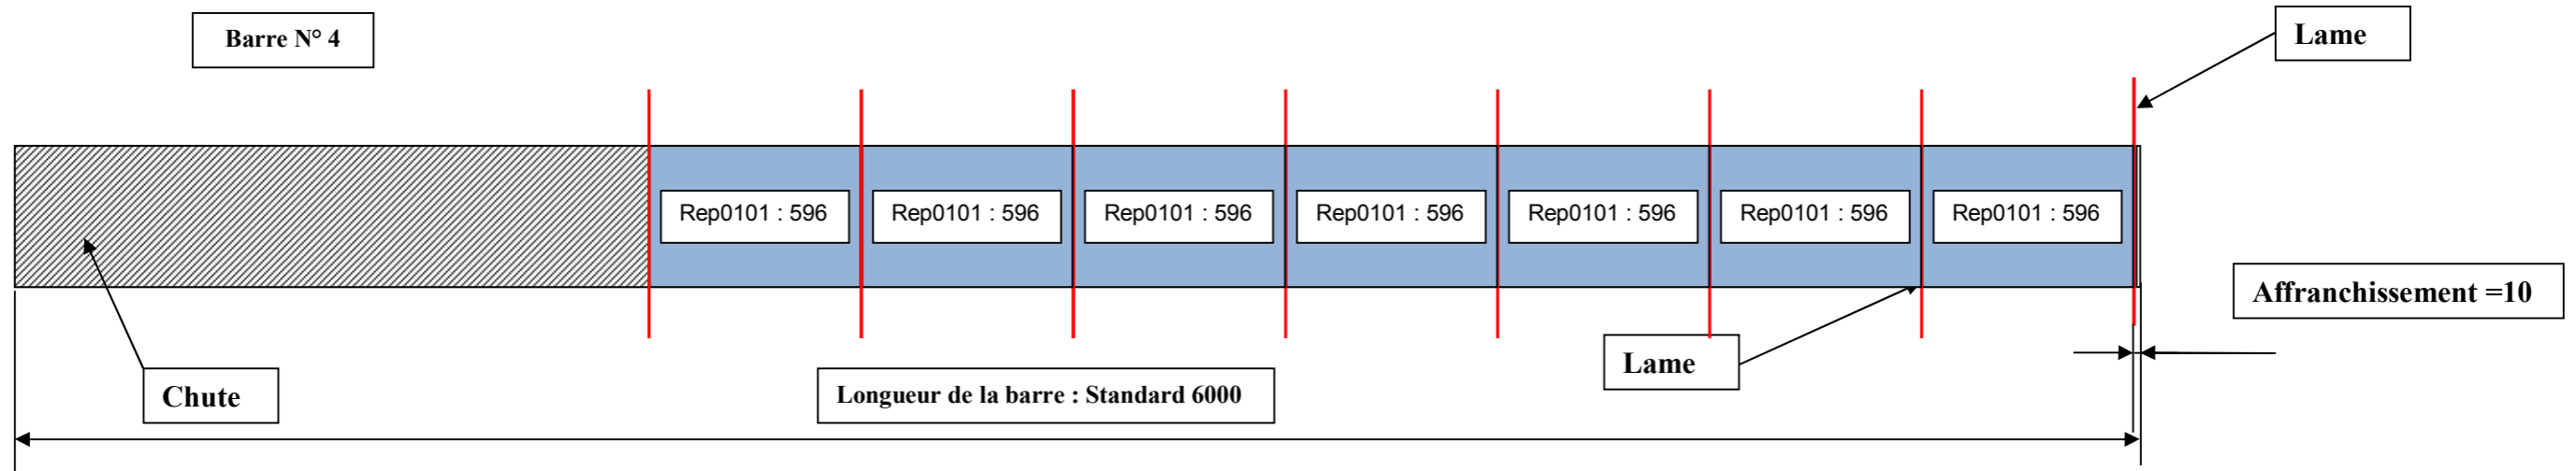 Barre N° 4
Lame
Rep0101 : 596
Rep0101 : 596
Rep0101 : 596
Rep0101 : 596
Rep0101 : 596
Rep0101 : 596
Rep0101 : 596
Affranchissement =10
Lame
Chute
Longueur de la barre : Standard 6000